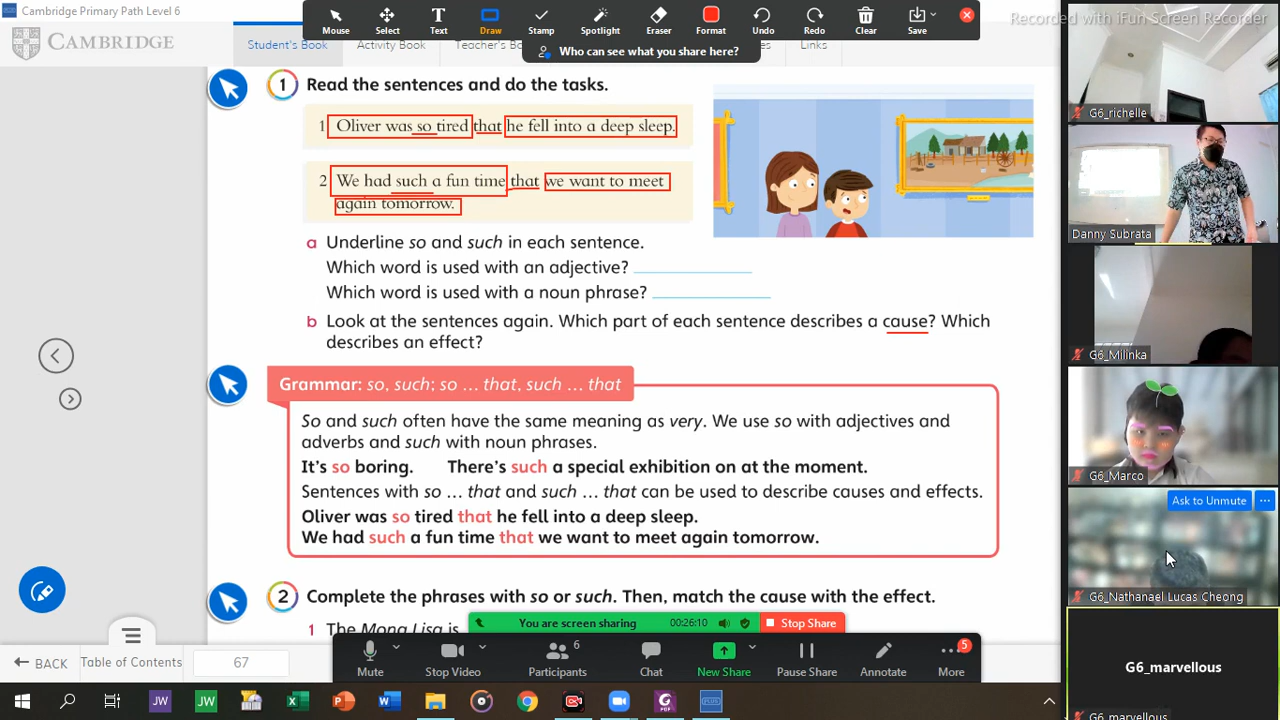 Cambridge Primary Path Level 6
Recorded with iFun Screen Recorder
Mouse Select Text Draw Stamp Spotlight Eraser Format Undo Redo Clear Save
Who can see what you share here?
CAMBRIDGE
Student's Book Activity Book Teacher's B Links
1 Read the sentences and do the tasks.
1 Oliver was so tired that he fell into a deep sleep.
2 We had such a fun time that we want to meet
again tomorrow.
a Underline so and such in each sentence.
Which word is used with an adjective?
Which word is used with a noun phrase?
b Look at the sentences again. Which part of each sentence describes a cause? Which
describes an effect?
Grammar: so, such; so ... that, such ... that
So and such often have the same meaning as very. We use so with adjectives and
adverbs and such with noun phrases.
It's so boring. There's such a special exhibition on at the moment.
Sentences with so ... that and such ... that can be used to describe causes and effects.
Oliver was so tired that he fell into a deep sleep.
We had such a fun time that we want to meet again tomorrow.
2 Complete the phrases with so or such. Then, match the cause with the effect.
1 The Mona Lisa is
You are screen sharing 00:26:10 Stop Share
BACK Table of Contents 67
Mute Stop Video Participants 6 Chat New Share Pause Share Annotate More 5
JW JW
G6_richelle
Danny Subrata
G6_Milinka
G6_Marco
Ask to Unmute ...
G6_Nathanael Lucas Cheong
G6_marvellous
G6_marvellous